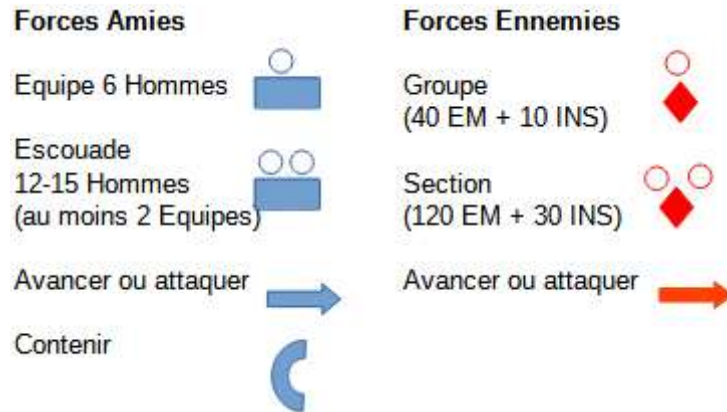 Forces Amies
Equipe 6 Hommes
Escouade
12-15 Hommes
(au moins 2 Equipes)
Avancer ou attaquer
Contenir
Forces Ennemies
Groupe
(40 EM + 10 INS)
Section
(120 EM + 30 INS)
Avancer ou attaquer